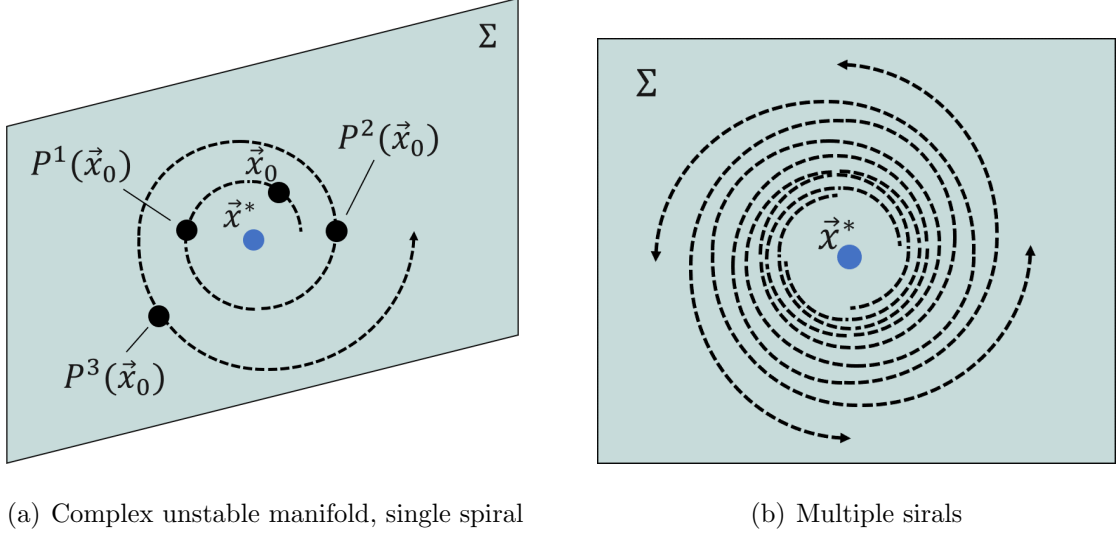 Σ
P¹(x⃗₀)
x⃗₀
P²(x⃗₀)
x⃗*
P³(x⃗₀)
(a) Complex unstable manifold, single spiral
Σ
x⃗*
(b) Multiple sirals